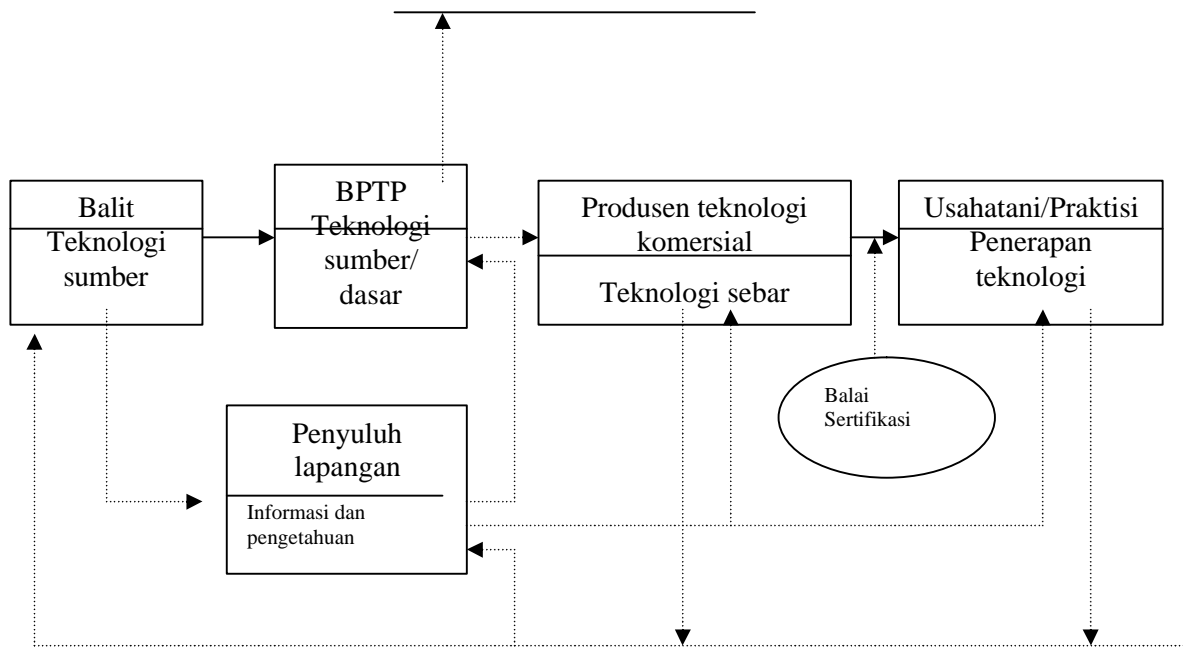 Balit
Teknologi
sumber
BPTP
Teknologi
sumber/
dasar
Produsen teknologi
komersial
Teknologi sebar
Usahatani/Praktisi
Penerapan
teknologi
Balai
Sertifikasi
Penyuluh
lapangan
Informasi dan
pengetahuan